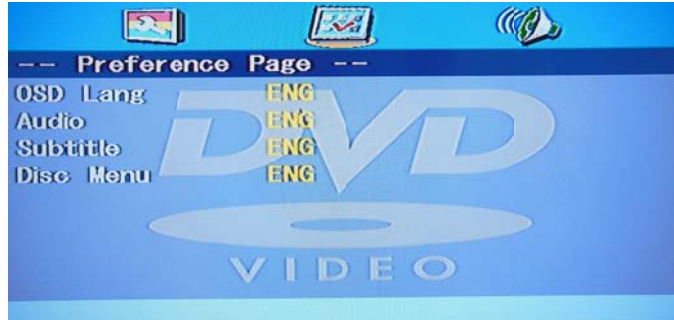 -- Preference Page --
OSD Lang ENG
Audio ENG
Subtitle ENG
Disc Menu ENG
DVD
VIDEO